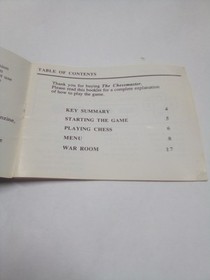 TABLE OF CONTENTS
Thank you for buying The Chessmaster.
Please read this booklet for a complete explanation
of how to play the game.
KEY SUMMARY 4
STARTING THE GAME 5
PLAYING CHESS 6
MENU 8
WAR ROOM 17